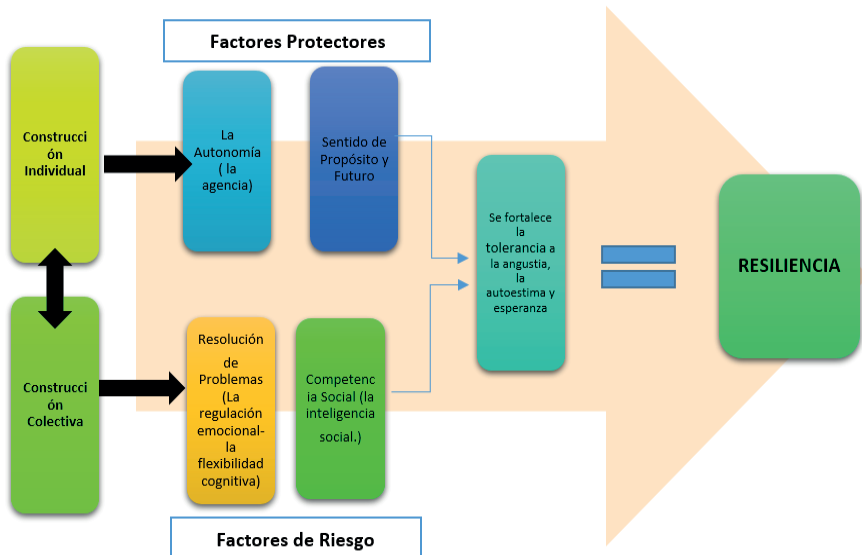 Factores Protectores
Construcci
ón
Individual
La
Autonomía
( la
agencia)
Sentido de
Propósito y
Futuro
Se fortalece
la
tolerancia a
la angustia,
la
autoestima y
esperanza
RESILIENCIA
Construcci
ón
Colectiva
Resolución
de
Problemas
(La
regulación
emocional-
la
flexibilidad
cognitiva)
Competenc
ia Social (la
inteligencia
social.)
Factores de Riesgo